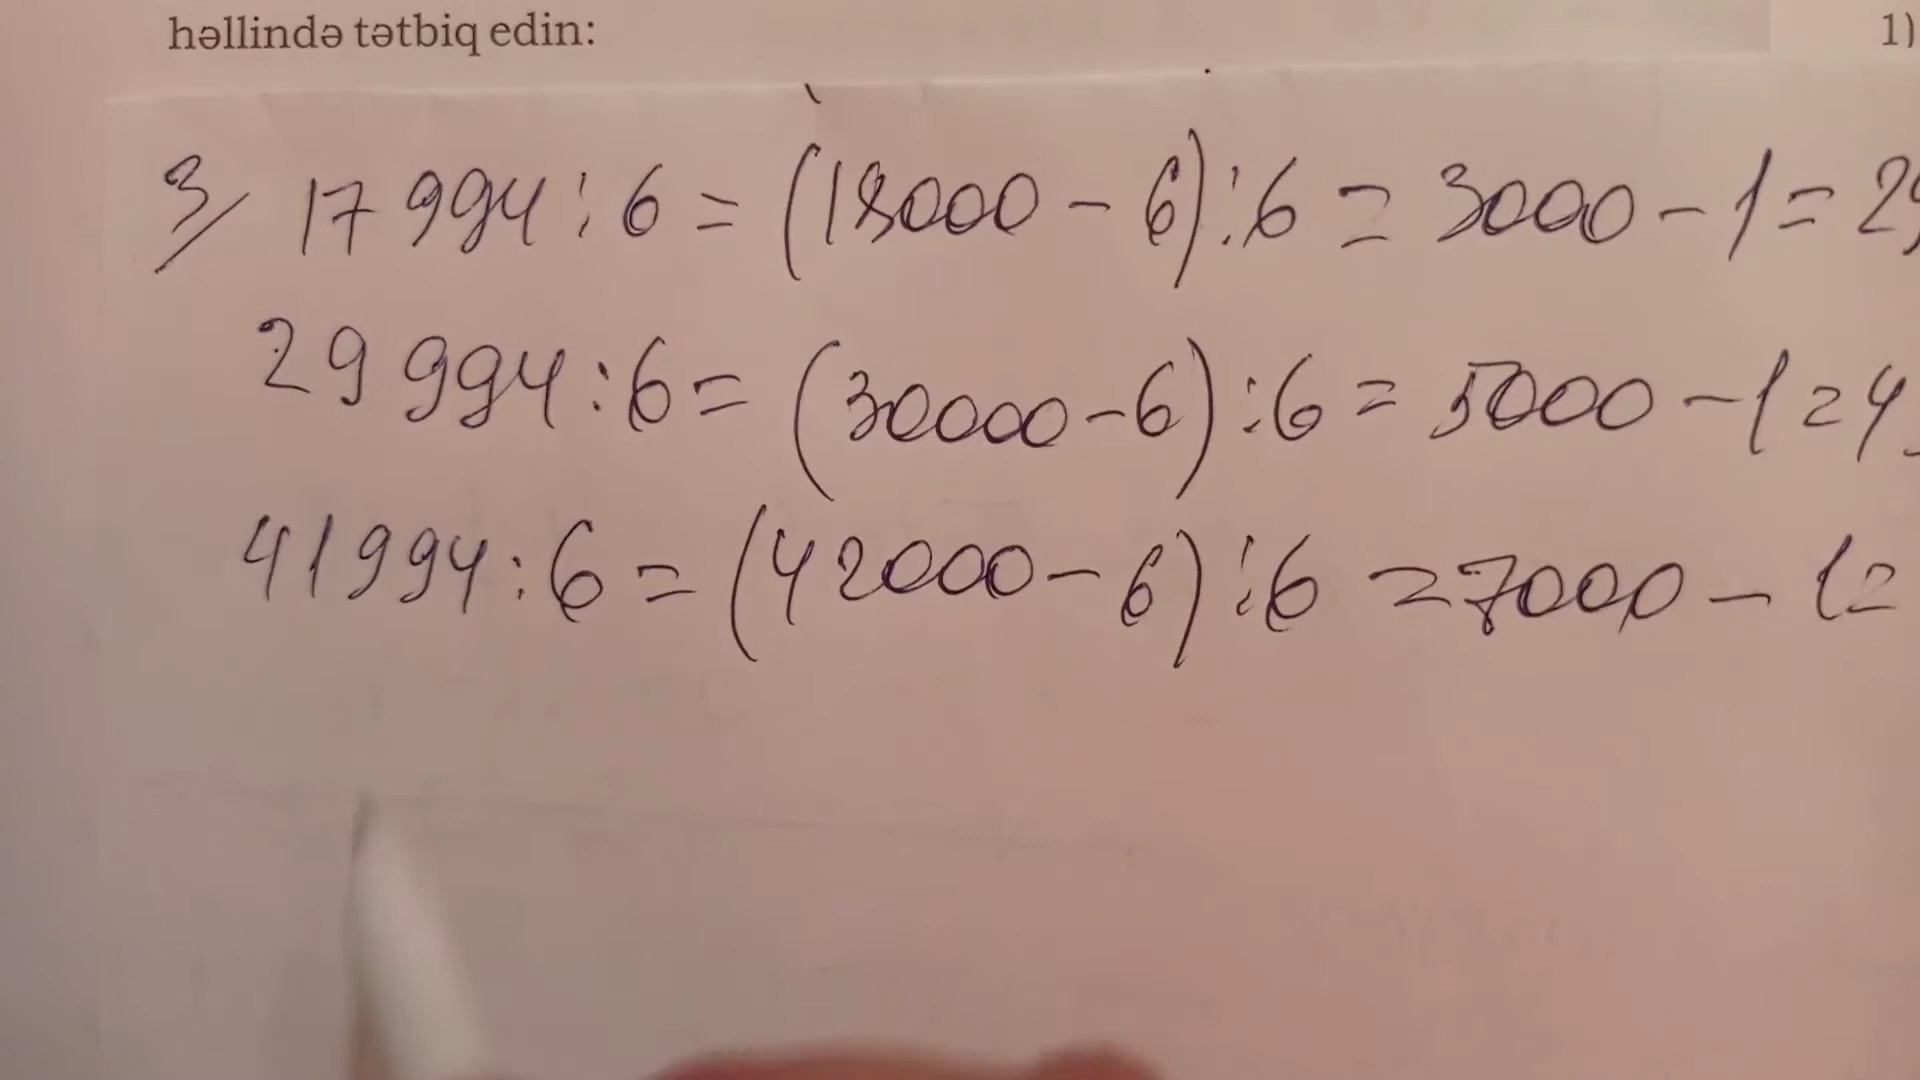 həllində tətbiq edin:
1)
3/ 17994:6=(18000-6):6=3000-1=29
29994:6=(30000-6):6=5000-1=4
41994:6=(42000-6):6=7000-1=